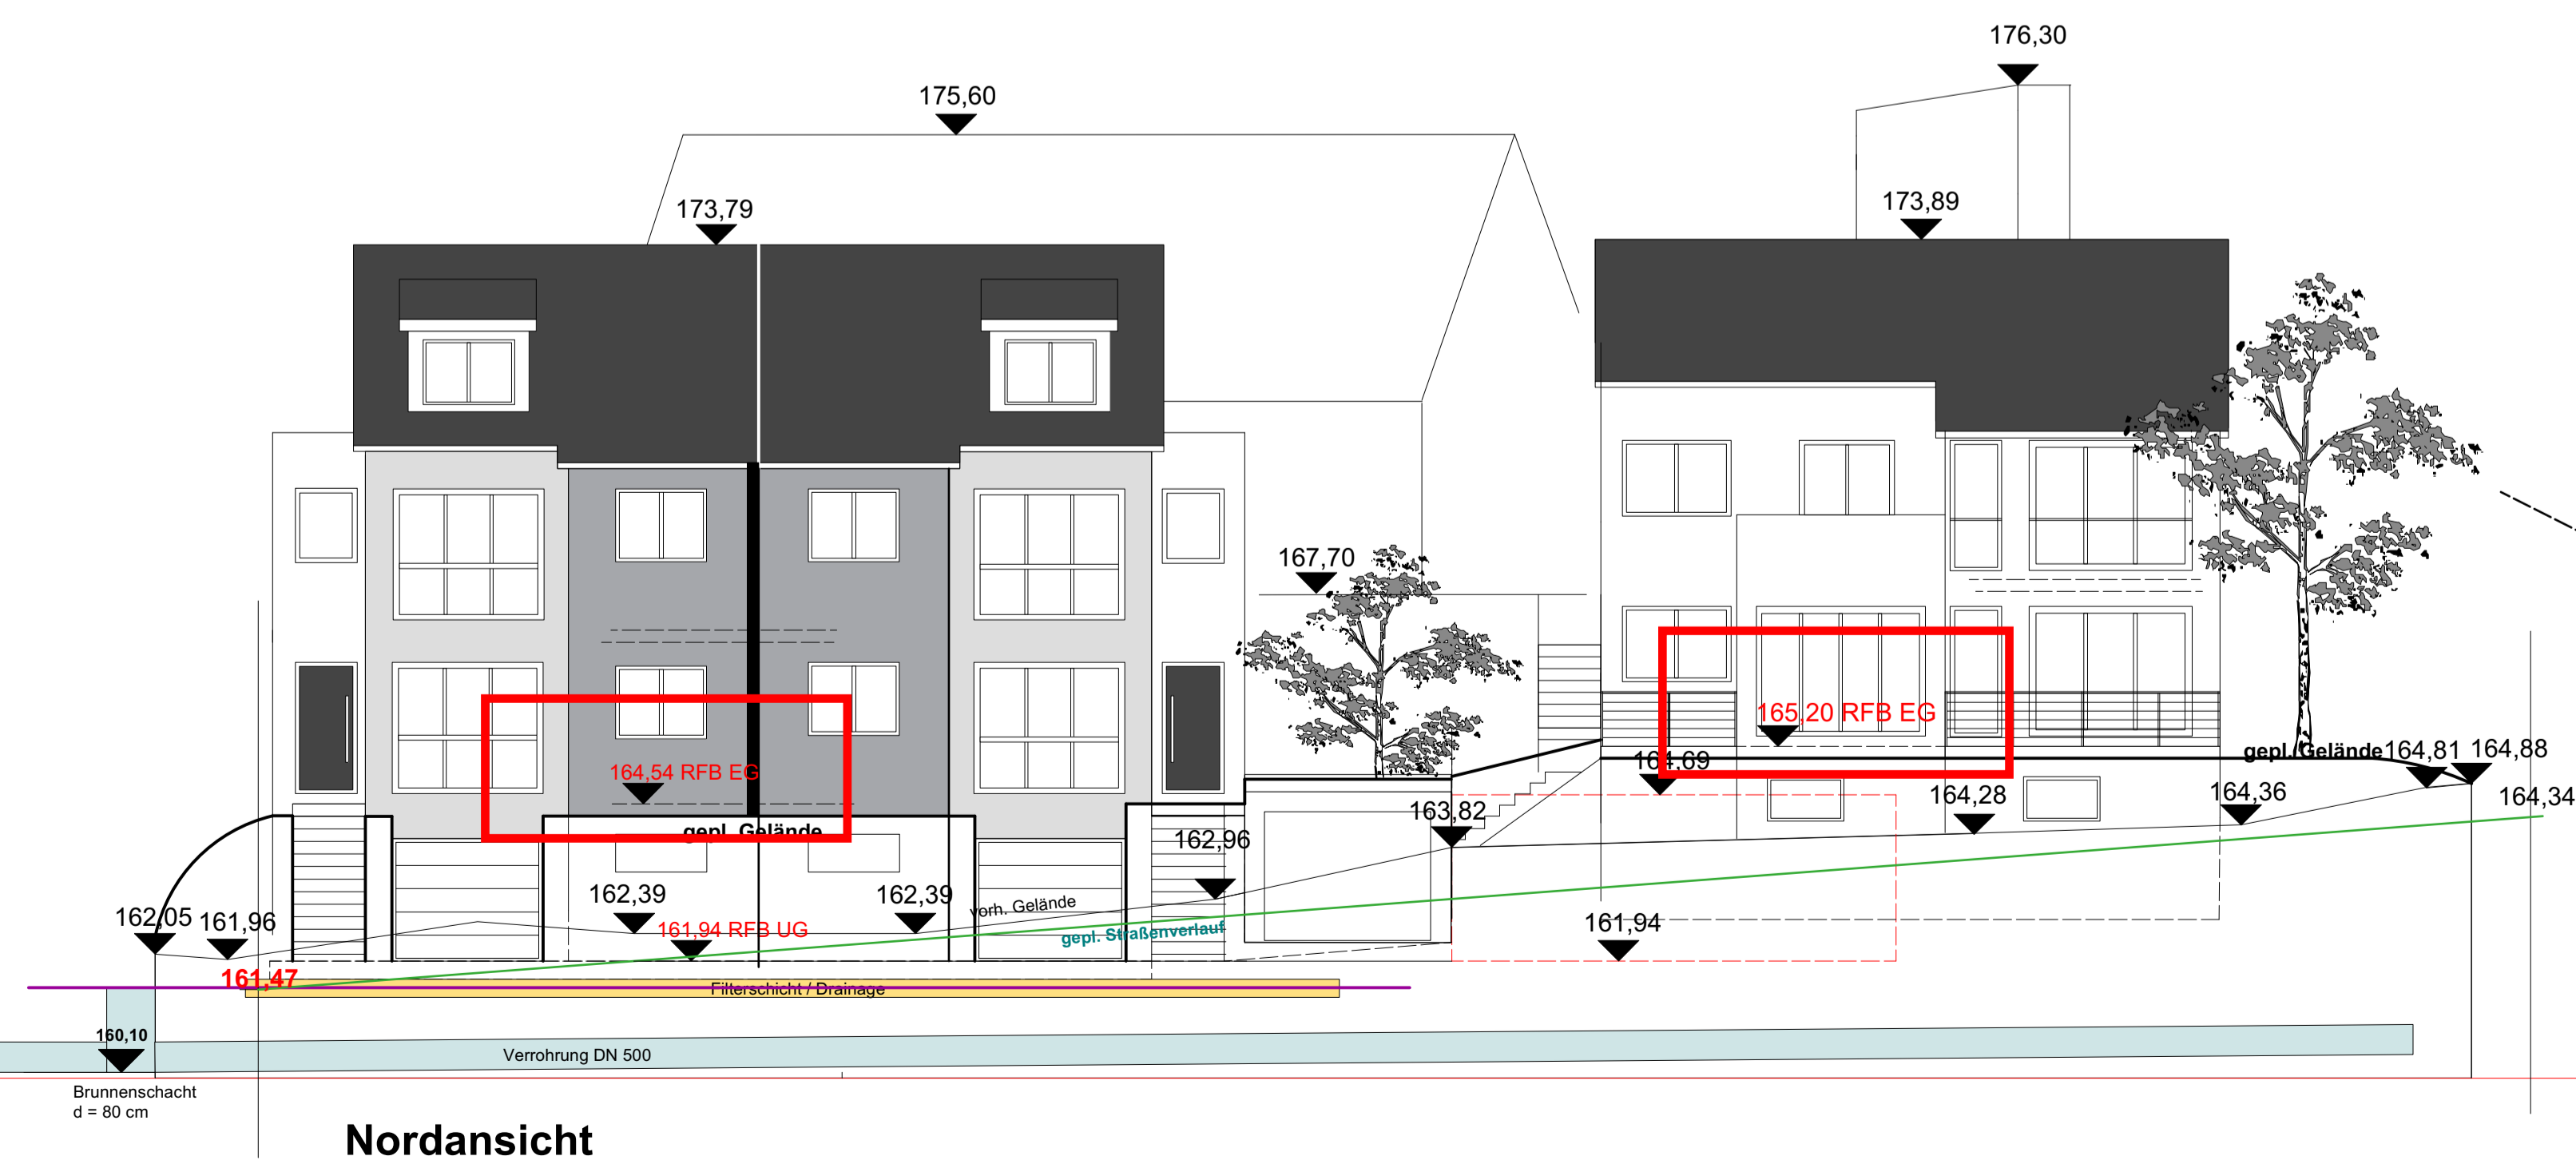 176,30
175,60
173,79
173,89
167,70
165,20 RFB EG
gepl. Gelände
164,81
164,88
164,69
164,54 RFB EG
164,28
164,36
164,34
163,82
gepl. Gelände
162,96
162,39
162,39
vorh. Gelände
162,05
161,96
161,94 RFB UG
gepl. Straßenverlauf
161,94
161,47
Filterschicht / Drainage
160,10
Verrohrung DN 500
Brunnenschacht
d = 80 cm
Nordansicht